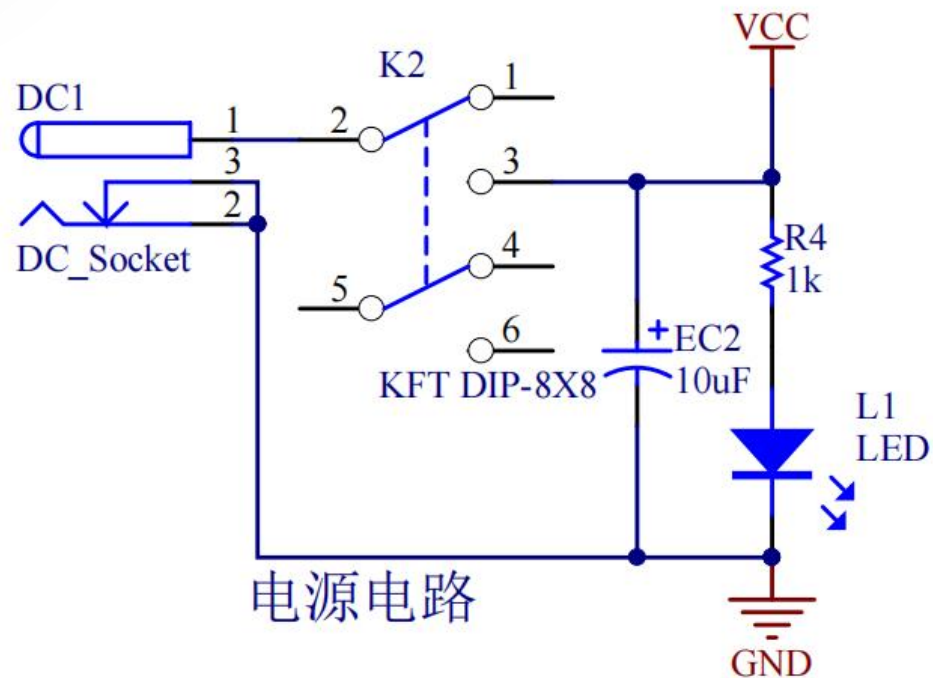 VCC
K2
1
DC1
1
2
3
3
2
DC_Socket
R4
1k
4
5
6
+
EC2
KFT DIP-8X8
10uF
L1
LED
电源电路
GND